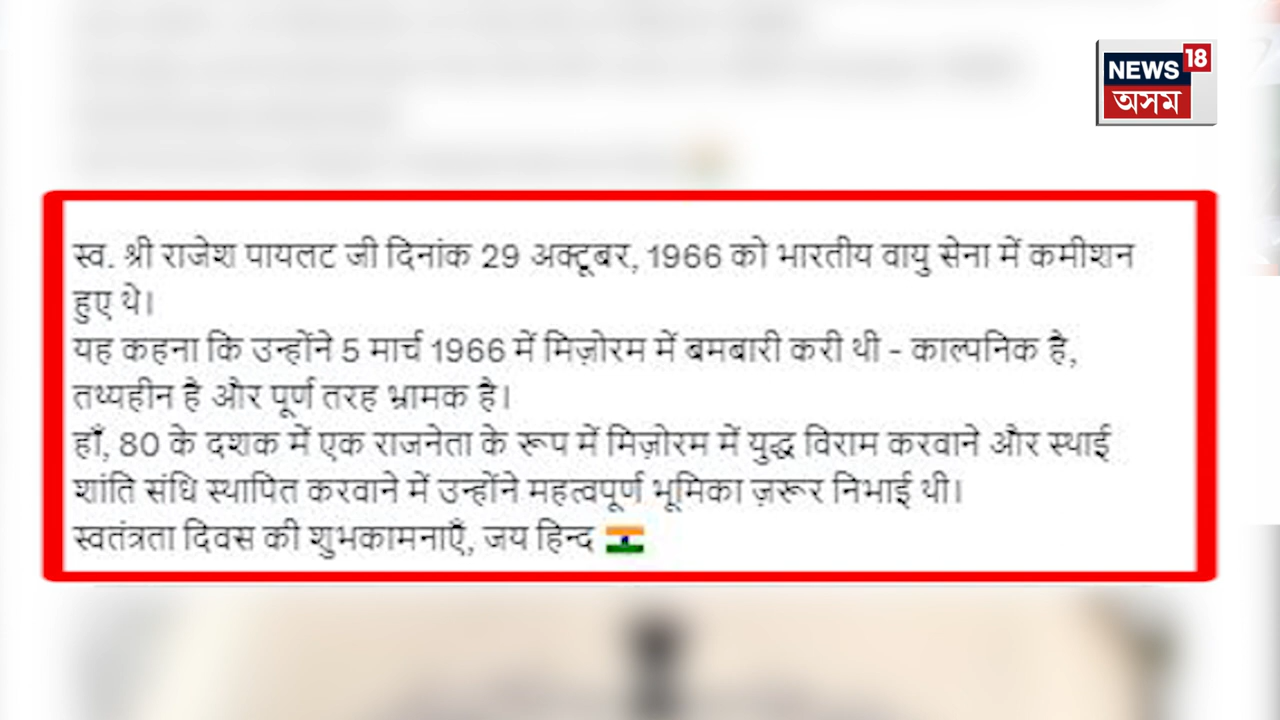 NEWS 18
অসম
स्व. श्री राजेश पायलट जी दिनांक 29 अक्टूबर, 1966 को भारतीय वायु सेना में कमीशन
हुए थे।
यह कहना कि उन्होंने 5 मार्च 1966 में मिज़ोरम में बमबारी करी थी - काल्पनिक है,
तथ्यहीन है और पूर्ण तरह भ्रामक है।
हाँ, 80 के दशक में एक राजनेता के रूप में मिज़ोरम में युद्ध विराम करवाने और स्थाई
शांति संधि स्थापित करवाने में उन्होंने महत्वपूर्ण भूमिका ज़रूर निभाई थी।
स्वतंत्रता दिवस की शुभकामनाएँ, जय हिन्द 🇮🇳